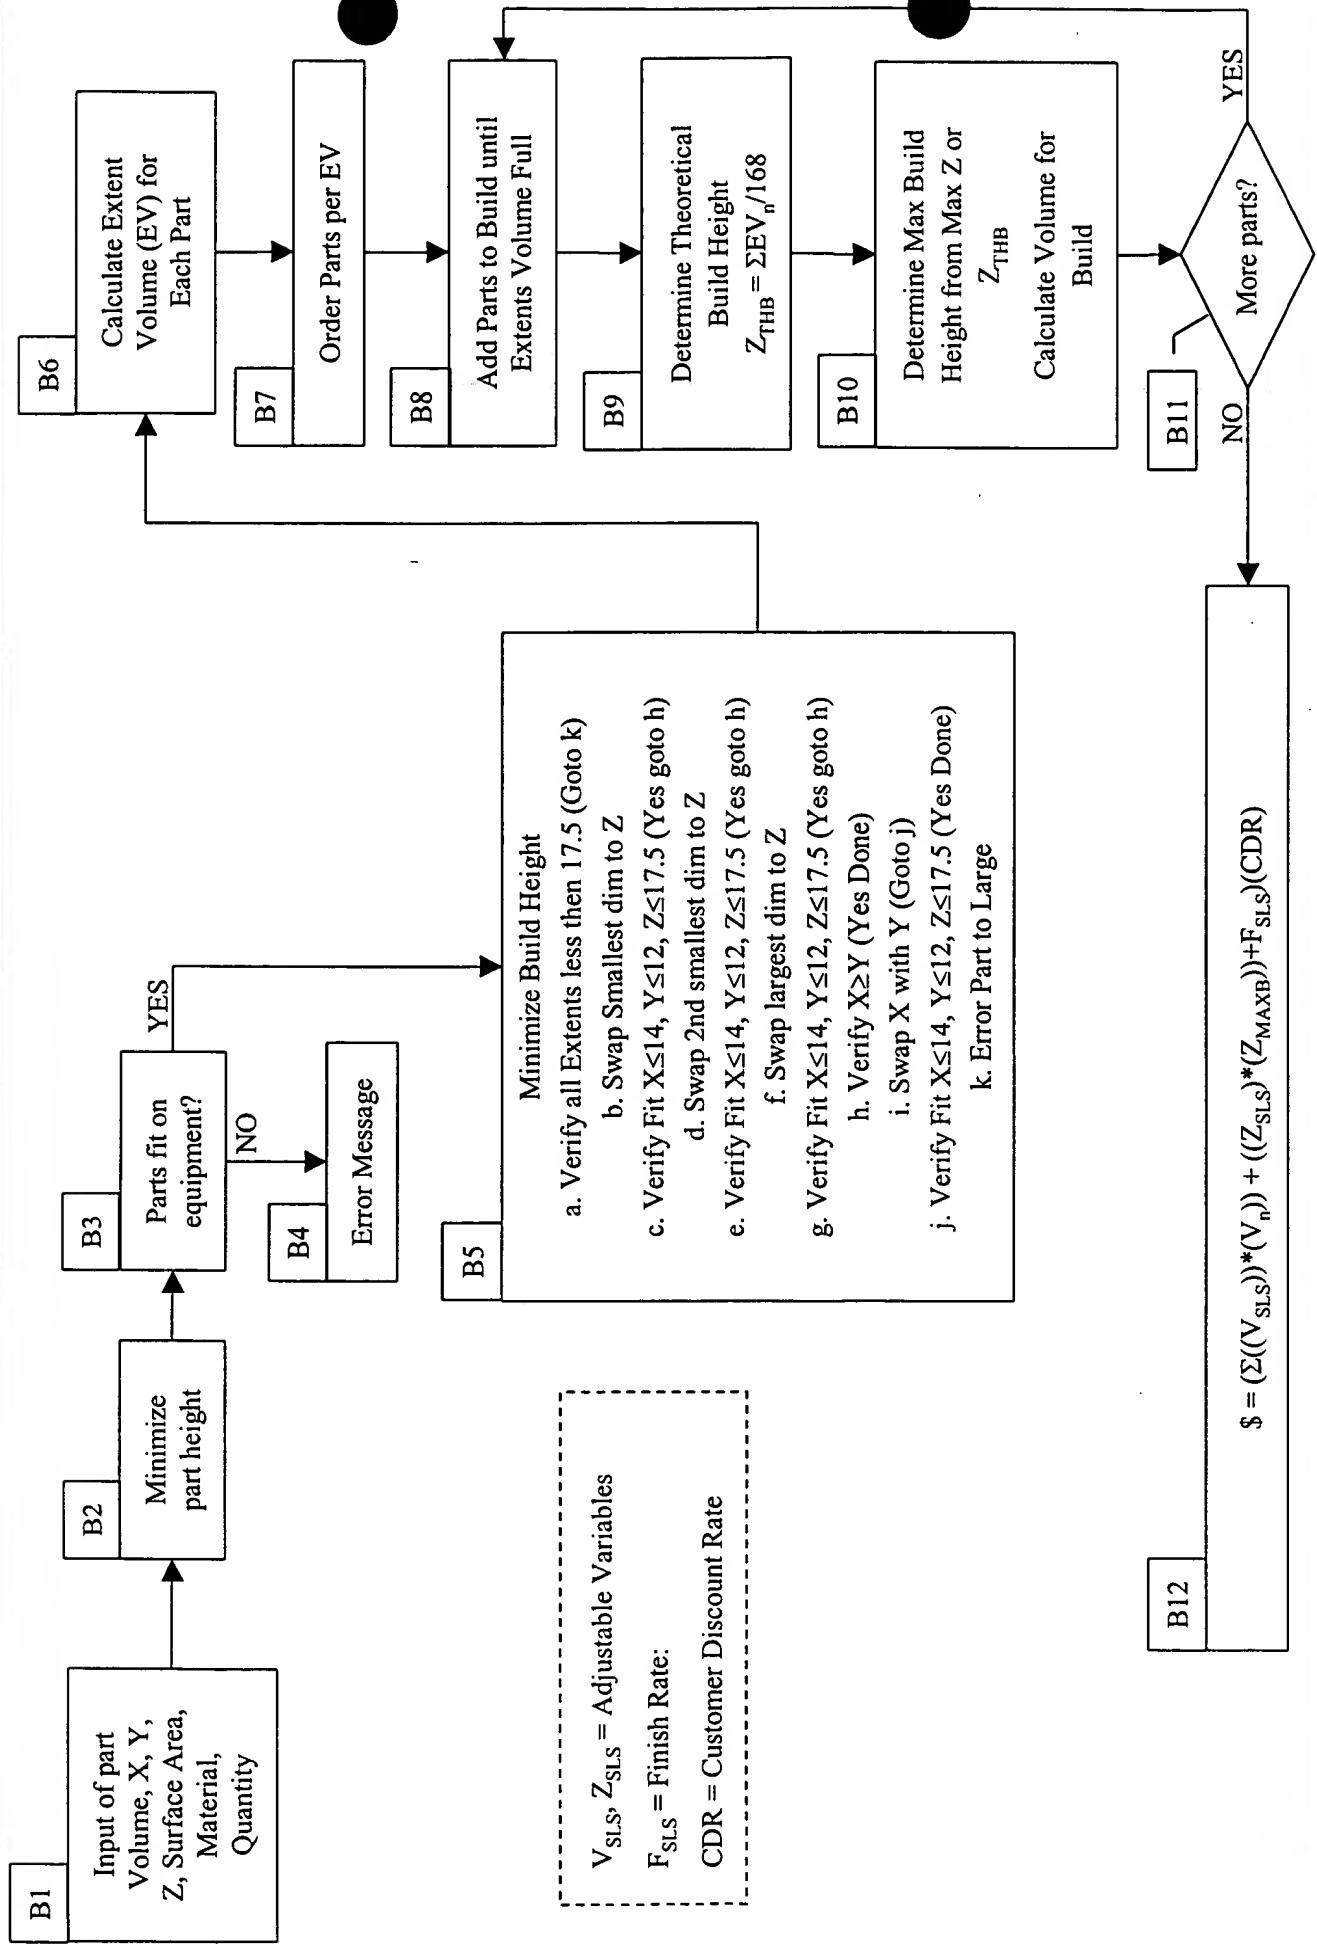 B1
Input of part
Volume, X, Y,
Z, Surface Area,
Material,
Quantity
B2
Minimize
part height
B3
Parts fit on
equipment?
YES
NO
B4
Error Message
B5
Minimize Build Height
a. Verify all Extents less then 17.5 (Goto k)
b. Swap Smallest dim to Z
c. Verify Fit X≤14, Y≤12, Z≤17.5 (Yes goto h)
d. Swap 2nd smallest dim to Z
e. Verify Fit X≤14, Y≤12, Z≤17.5 (Yes goto h)
f. Swap largest dim to Z
g. Verify Fit X≤14, Y≤12, Z≤17.5 (Yes goto h)
h. Verify X≥Y (Yes Done)
i. Swap X with Y (Goto j)
j. Verify Fit X≤14, Y≤12, Z≤17.5 (Yes Done)
k. Error Part to Large
B6
Calculate Extent
Volume (EV) for
Each Part
B7
Order Parts per EV
B8
Add Parts to Build until
Extents Volume Full
B9
Determine Theoretical
Build Height
Z_THB = ΣEV_n/168
B10
Determine Max Build
Height from Max Z or
Z_THB
Calculate Volume for
Build
B11
More parts?
YES
NO
B12
$ = (Σ((V_SLS))*(V_n)) + ((Z_SLS)*(Z_MAXB))+F_SLS)(CDR)
V_SLS, Z_SLS = Adjustable Variables
F_SLS = Finish Rate:
CDR = Customer Discount Rate